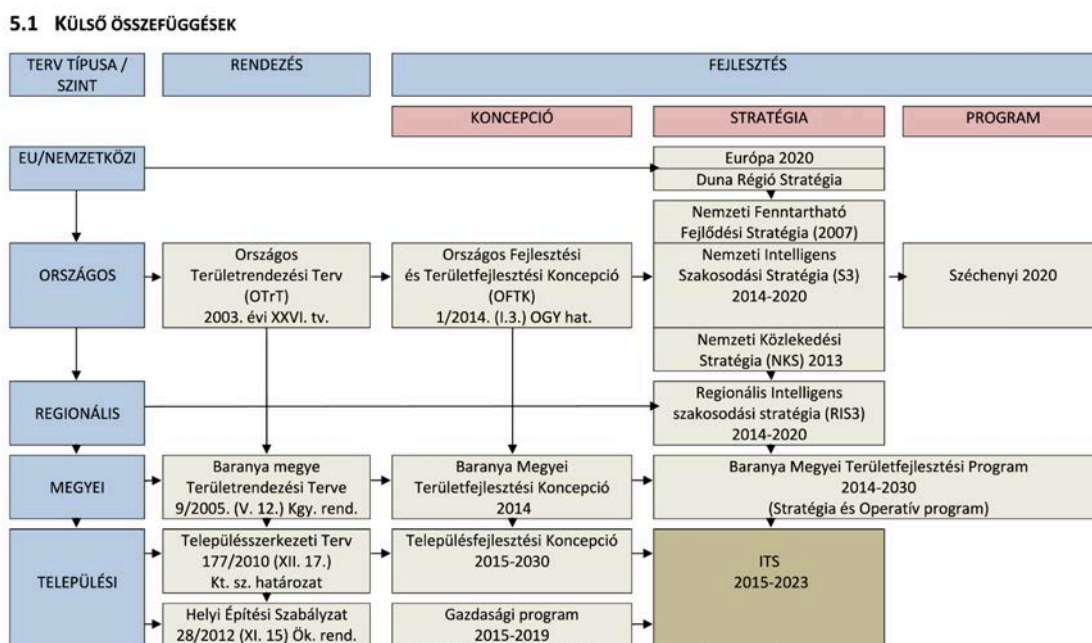 5.1 KÜLSŐ ÖSSZEFÜGGÉSEK
TERV TÍPUSA /
SZINT
RENDEZÉS
FEJLESZTÉS
KONCEPCIÓ
STRATÉGIA
PROGRAM
EU/NEMZETKÖZI
Európa 2020
Duna Régió Stratégia
ORSZÁGOS
Országos
Területrendezési Terv
(OTrT)
2003. évi XXVI. tv.
Országos Fejlesztési
és Területfejlesztési Koncepció
(OFTK)
1/2014. (I.3.) OGY hat.
Nemzeti Fenntartható
Fejlődési Stratégia (2007)
Nemzeti Intelligens
Szakosodási Stratégia (S3)
2014-2020
Nemzeti Közlekedési
Stratégia (NKS) 2013
Széchenyi 2020
REGIONÁLIS
Regionális Intelligens
szakosodási stratégia (RIS3)
2014-2020
MEGYEI
Baranya megye
Területrendezési Terve
9/2005. (V. 12.) Kgy. rend.
Baranya Megyei
Területfejlesztési Koncepció
2014
Baranya Megyei Területfejlesztési Program
2014-2030
(Stratégia és Operatív program)
TELEPÜLÉSI
Településszerkezeti Terv
177/2010 (XII. 17.)
Kt. sz. határozat
Településfejlesztési Koncepció
2015-2030
ITS
2015-2023
Helyi Építési Szabályzat
28/2012 (XI. 15) Ök. rend.
Gazdasági program
2015-2019